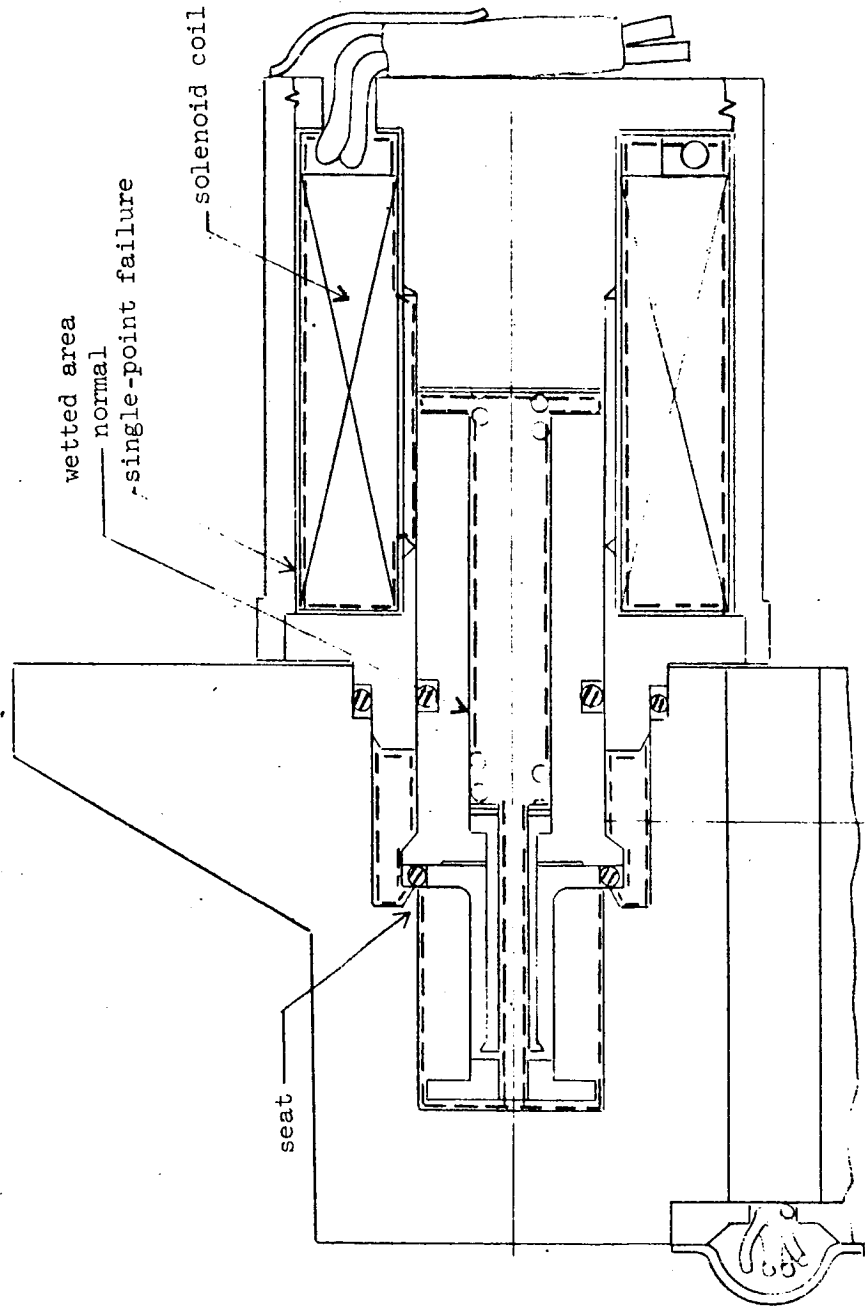 wetted area
normal
single-point failure
solenoid coil
seat